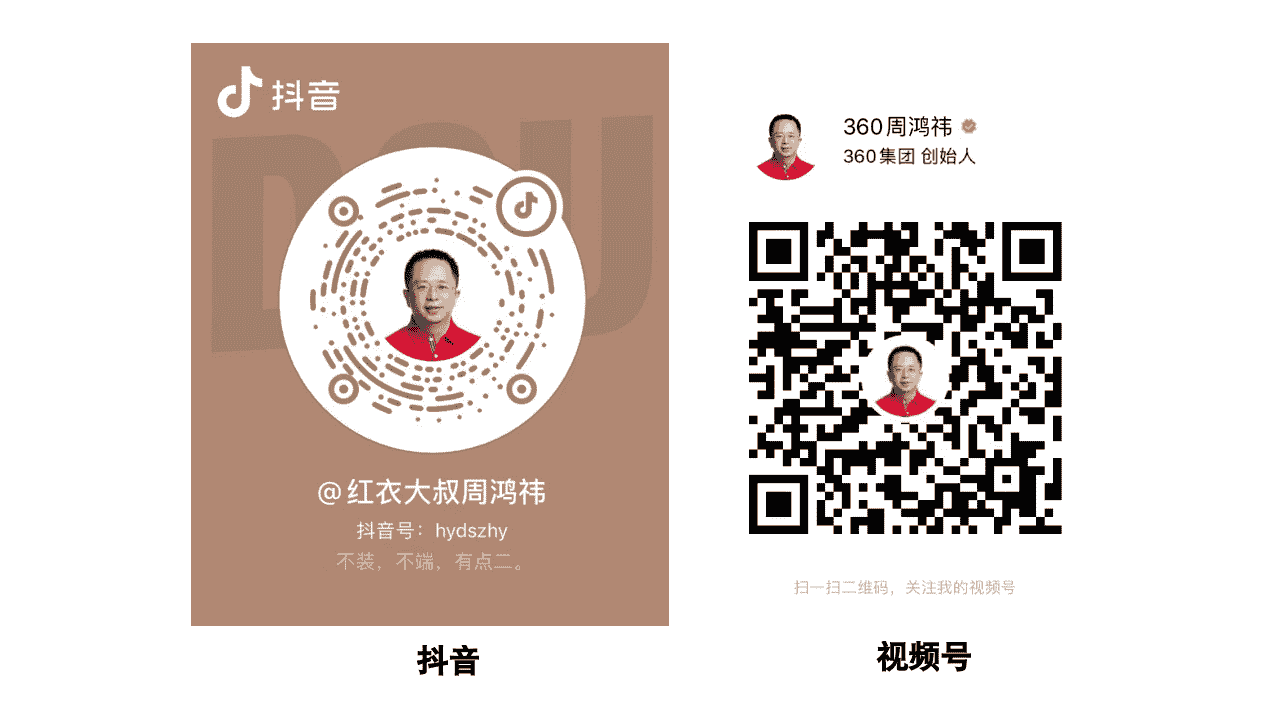 抖音
DOU
@红衣大叔周鸿祎
抖音号：hydszhy
不装，不端，有点二。
抖音
360周鸿祎
360集团 创始人
扫一扫二维码，关注我的视频号
视频号